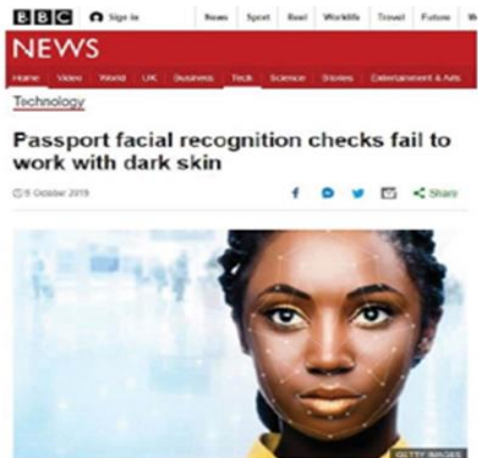 BBC Sign in News Sport Reel Worklife Travel Future
NEWS
Home Video World UK Business Tech Science Stories Entertainment & Arts
Technology
Passport facial recognition checks fail to
work with dark skin
October 2019 Share
GETTY IMAGES